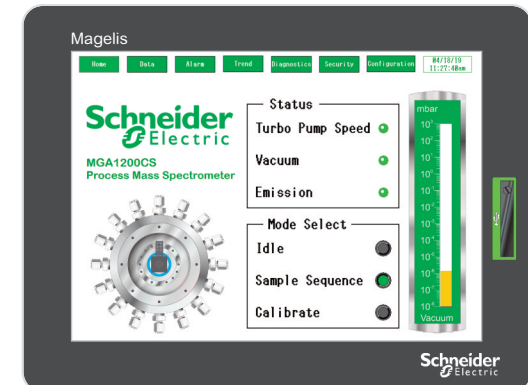 Magelis
Home Data Alarm Trend Diagnostics Security Configuration 04/18/19
11:27:40am
Schneider
Electric
MGA1200CS
Process Mass Spectrometer
Status
Turbo Pump Speed
Vacuum
Emission
Mode Select
Idle
Sample Sequence
Calibrate
mbar
Vacuum
Schneider
Electric